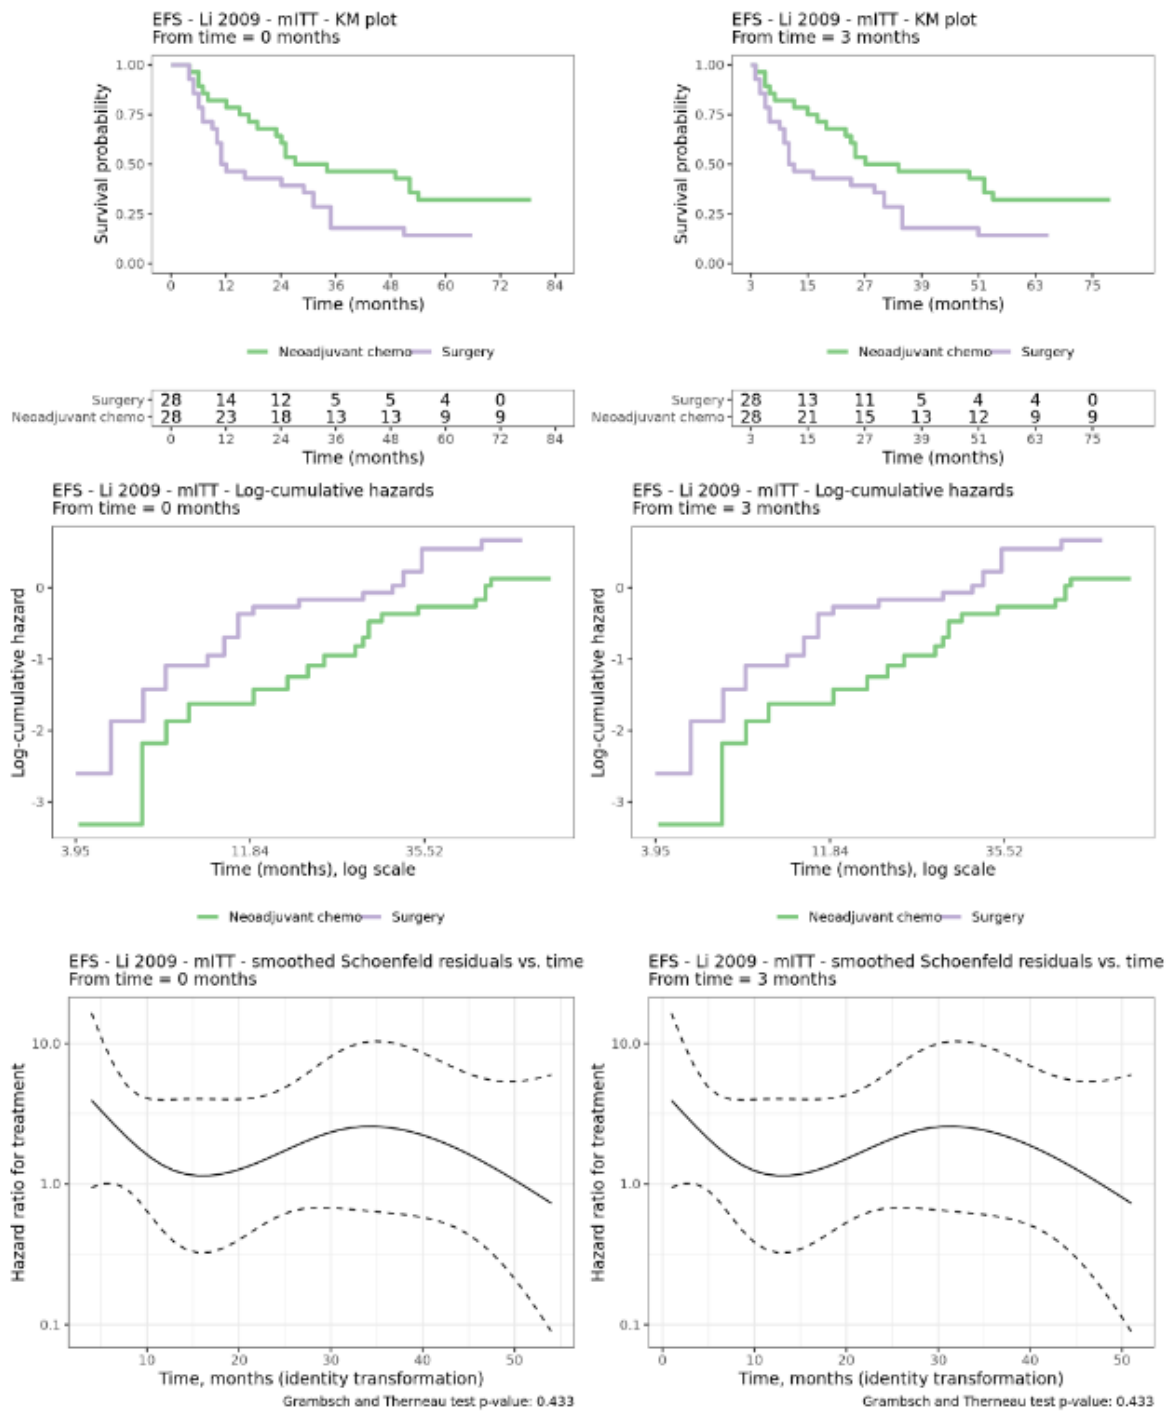 EFS - Li 2009 - mITT - KM plot
From time = 0 months
1.00
0.75
0.50
0.25
0.00
Survival probability
0 12 24 36 48 60 72 84
Time (months)
Neoadjuvant chemo Surgery
Surgery 28 14 12 5 5 4 0
Neoadjuvant chemo 28 23 18 13 13 9 9
0 12 24 36 48 60 72 84
Time (months)
EFS - Li 2009 - mITT - KM plot
From time = 3 months
1.00
0.75
0.50
0.25
0.00
Survival probability
3 15 27 39 51 63 75
Time (months)
Neoadjuvant chemo Surgery
Surgery 28 13 11 5 4 4 0
Neoadjuvant chemo 28 21 15 13 12 9 9
3 15 27 39 51 63 75
Time (months)
EFS - Li 2009 - mITT - Log-cumulative hazards
From time = 0 months
0
-1
-2
-3
Log-cumulative hazard
3.95 11.84 35.52
Time (months), log scale
Neoadjuvant chemo Surgery
EFS - Li 2009 - mITT - Log-cumulative hazards
From time = 3 months
0
-1
-2
-3
Log-cumulative hazard
3.95 11.84 35.52
Time (months), log scale
Neoadjuvant chemo Surgery
EFS - Li 2009 - mITT - smoothed Schoenfeld residuals vs. time
From time = 0 months
10.0
1.0
0.1
Hazard ratio for treatment
10 20 30 40 50
Time, months (identity transformation)
Grambsch and Therneau test p-value: 0.433
EFS - Li 2009 - mITT - smoothed Schoenfeld residuals vs. time
From time = 3 months
10.0
1.0
0.1
Hazard ratio for treatment
0 10 20 30 40 50
Time, months (identity transformation)
Grambsch and Therneau test p-value: 0.433